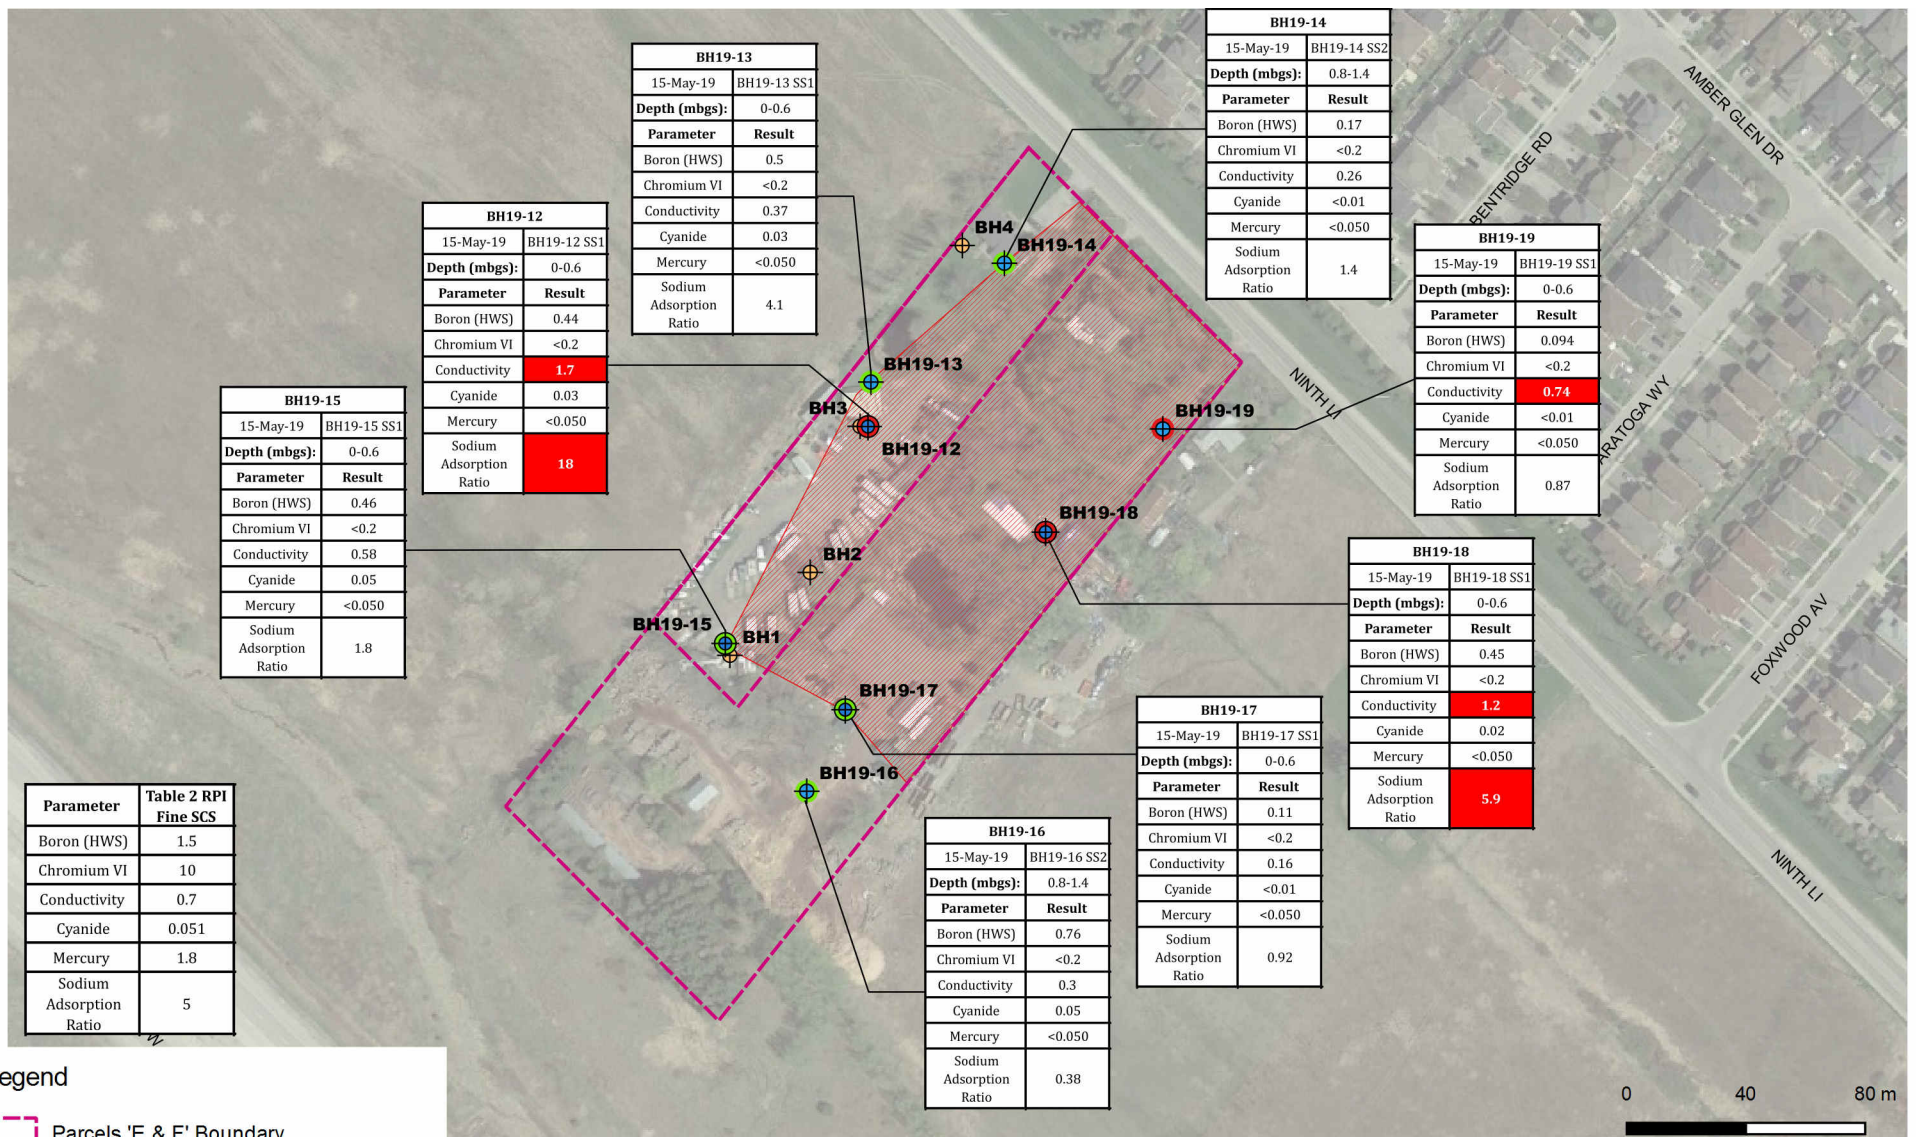 BH19-14
15-May-19 BH19-14 SS2
Depth (mbgs): 0.8-1.4
Parameter Result
Boron (HWS) 0.17
Chromium VI <0.2
Conductivity 0.26
Cyanide <0.01
Mercury <0.050
Sodium
Adsorption
Ratio
1.4
BH19-13
15-May-19 BH19-13 SS1
Depth (mbgs): 0-0.6
Parameter Result
Boron (HWS) 0.5
Chromium VI <0.2
Conductivity 0.37
Cyanide 0.03
Mercury <0.050
Sodium
Adsorption
Ratio
4.1
BH19-12
15-May-19 BH19-12 SS1
Depth (mbgs): 0-0.6
Parameter Result
Boron (HWS) 0.44
Chromium VI <0.2
Conductivity 1.7
Cyanide 0.03
Mercury <0.050
Sodium
Adsorption
Ratio
18
BH19-19
15-May-19 BH19-19 SS1
Depth (mbgs): 0-0.6
Parameter Result
Boron (HWS) 0.094
Chromium VI <0.2
Conductivity 0.74
Cyanide <0.01
Mercury <0.050
Sodium
Adsorption
Ratio
0.87
BH19-15
15-May-19 BH19-15 SS1
Depth (mbgs): 0-0.6
Parameter Result
Boron (HWS) 0.46
Chromium VI <0.2
Conductivity 0.58
Cyanide 0.05
Mercury <0.050
Sodium
Adsorption
Ratio
1.8
BH19-18
15-May-19 BH19-18 SS1
Depth (mbgs): 0-0.6
Parameter Result
Boron (HWS) 0.45
Chromium VI <0.2
Conductivity 1.2
Cyanide 0.02
Mercury <0.050
Sodium
Adsorption
Ratio
5.9
BH19-17
15-May-19 BH19-17 SS1
Depth (mbgs): 0-0.6
Parameter Result
Boron (HWS) 0.11
Chromium VI <0.2
Conductivity 0.16
Cyanide <0.01
Mercury <0.050
Sodium
Adsorption
Ratio
0.92
BH19-16
15-May-19 BH19-16 SS2
Depth (mbgs): 0.8-1.4
Parameter Result
Boron (HWS) 0.76
Chromium VI <0.2
Conductivity 0.3
Cyanide 0.05
Mercury <0.050
Sodium
Adsorption
Ratio
0.38
Parameter Table 2 RPI
Fine SCS
Boron (HWS) 1.5
Chromium VI 10
Conductivity 0.7
Cyanide 0.051
Mercury 1.8
Sodium
Adsorption
Ratio
5
BH4
BH19-14
BH19-13
BH3
BH19-12
BH19-19
BH19-18
BH2
BH19-15
BH1
BH19-17
BH19-16
AMBER GLEN DR
BENTRIDGE RD
NINTH LI
ARATOGA WY
FOXWOOD AV
NINTH LI
W
egend
Parcels 'E & F' Boundary
0 40 80 m